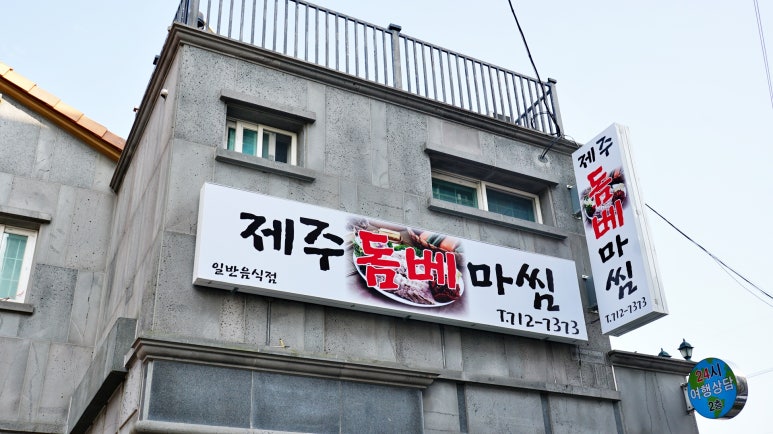 제주 돔베 마씸
일반음식점
T.712-7373
제주
돔베
마씸
T.712-7373
24시
여행상담
2층